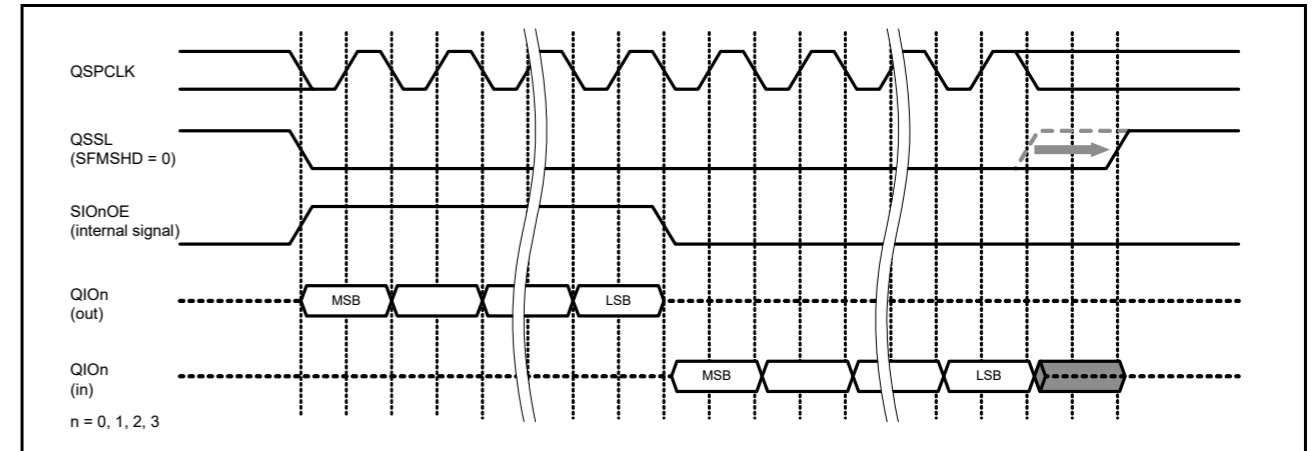 QSPCLK
QSSL
(SFMSHD = 0)
SIOnOE
(internal signal)
QIOn
(out)
MSB
LSB
QIOn
(in)
MSB
LSB
n = 0, 1, 2, 3